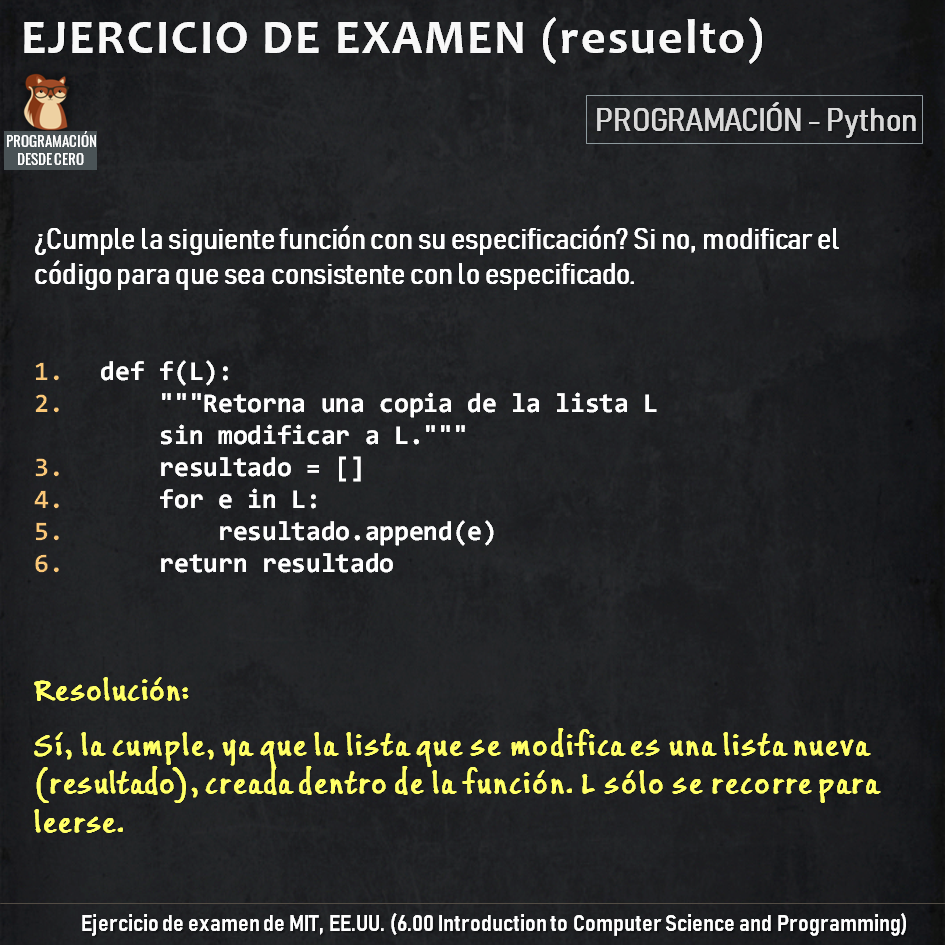 EJERCICIO DE EXAMEN (resuelto)
PROGRAMACIÓN
DESDE CERO
PROGRAMACIÓN - Python
¿Cumple la siguiente función con su especificación? Si no, modificar el
código para que sea consistente con lo especificado.
1. def f(L):
2. """Retorna una copia de la lista L
sin modificar a L."""
3. resultado = []
4. for e in L:
5. resultado.append(e)
6. return resultado
Resolución:
Sí, la cumple, ya que la lista que se modifica es una lista nueva
(resultado), creada dentro de la función. L sólo se recorre para
leerse.
Ejercicio de examen de MIT, EE.UU. (6.00 Introduction to Computer Science and Programming)